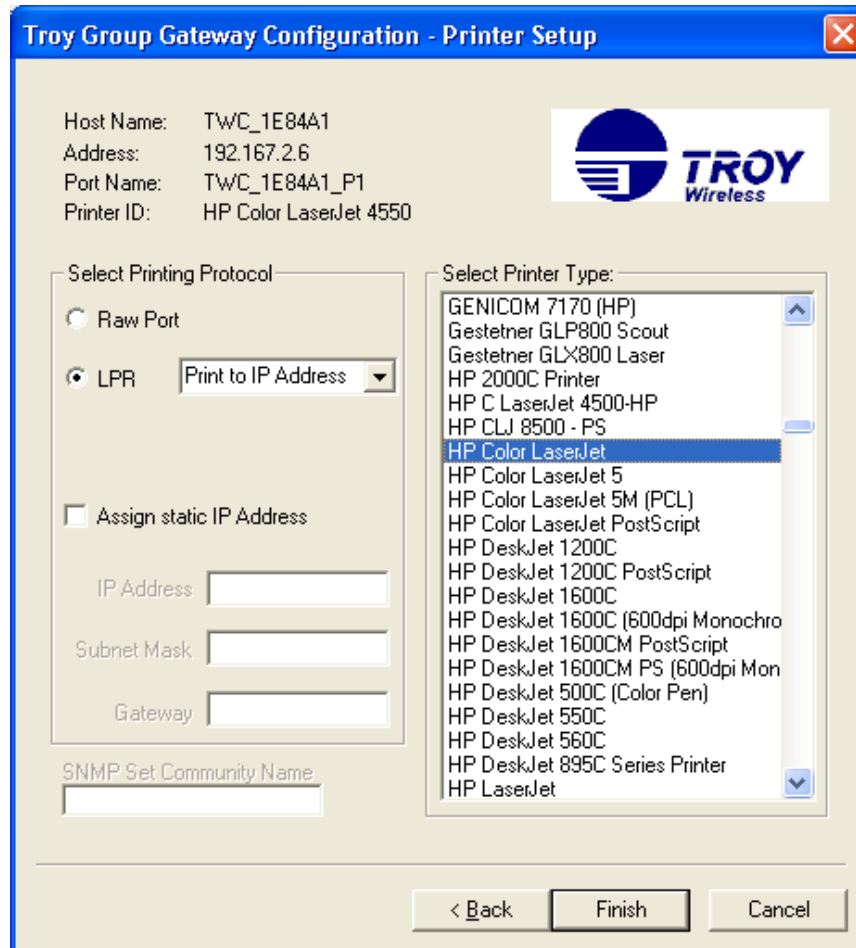 Troy Group Gateway Configuration - Printer Setup
Host Name: TWC_1E84A1
Address: 192.167.2.6
Port Name: TWC_1E84A1_P1
Printer ID: HP Color LaserJet 4550
TROY
Wireless
Select Printing Protocol
Raw Port
LPR Print to IP Address
Assign static IP Address
IP Address
Subnet Mask
Gateway
SNMP Set Community Name
Select Printer Type:
GENICOM 7170 (HP)
Gestetner GLP800 Scout
Gestetner GLX800 Laser
HP 2000C Printer
HP C LaserJet 4500-HP
HP CLJ 8500 - PS
HP Color LaserJet
HP Color LaserJet 5
HP Color LaserJet 5M (PCL)
HP Color LaserJet PostScript
HP DeskJet 1200C
HP DeskJet 1200C PostScript
HP DeskJet 1600C
HP DeskJet 1600C (600dpi Monochro
HP DeskJet 1600CM PostScript
HP DeskJet 1600CM PS (600dpi Mon
HP DeskJet 500C (Color Pen)
HP DeskJet 550C
HP DeskJet 560C
HP DeskJet 895C Series Printer
HP LaserJet
< Back
Finish
Cancel